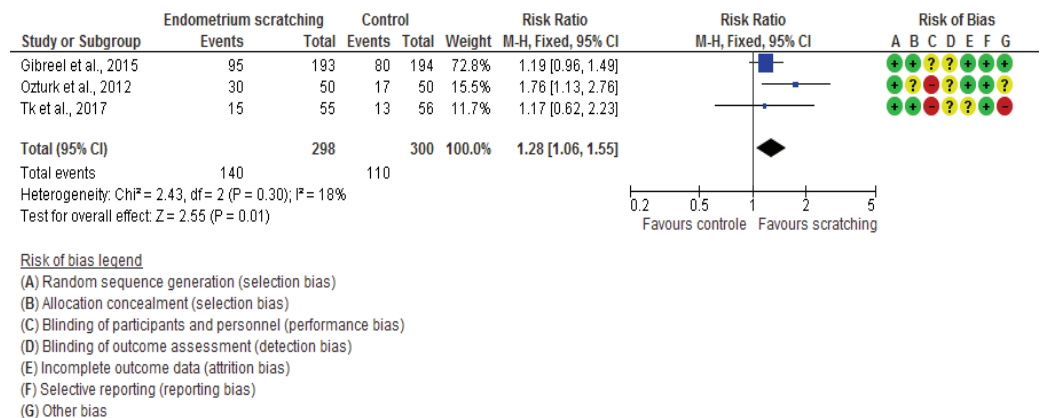 Endometrium scratching Control Risk Ratio Risk Ratio Risk of Bias
Study or Subgroup Events Total Events Total Weight M-H, Fixed, 95% CI M-H, Fixed, 95% CI A B C D E F G
Gibreel et al., 2015 95 193 80 194 72.8% 1.19 [0.96, 1.49] + + ? ? + + +
Ozturk et al., 2012 30 50 17 50 15.5% 1.76 [1.13, 2.76] + ? - ? + + ?
Tk et al., 2017 15 55 13 56 11.7% 1.17 [0.62, 2.23] + + - ? ? + -
Total (95% CI) 298 300 100.0% 1.28 [1.06, 1.55]
Total events 140 110
Heterogeneity: Chi² = 2.43, df = 2 (P = 0.30); I² = 18%
Test for overall effect: Z = 2.55 (P = 0.01)
0.2 0.5 1 2 5
Favours controle Favours scratching
Risk of bias legend
(A) Random sequence generation (selection bias)
(B) Allocation concealment (selection bias)
(C) Blinding of participants and personnel (performance bias)
(D) Blinding of outcome assessment (detection bias)
(E) Incomplete outcome data (attrition bias)
(F) Selective reporting (reporting bias)
(G) Other bias